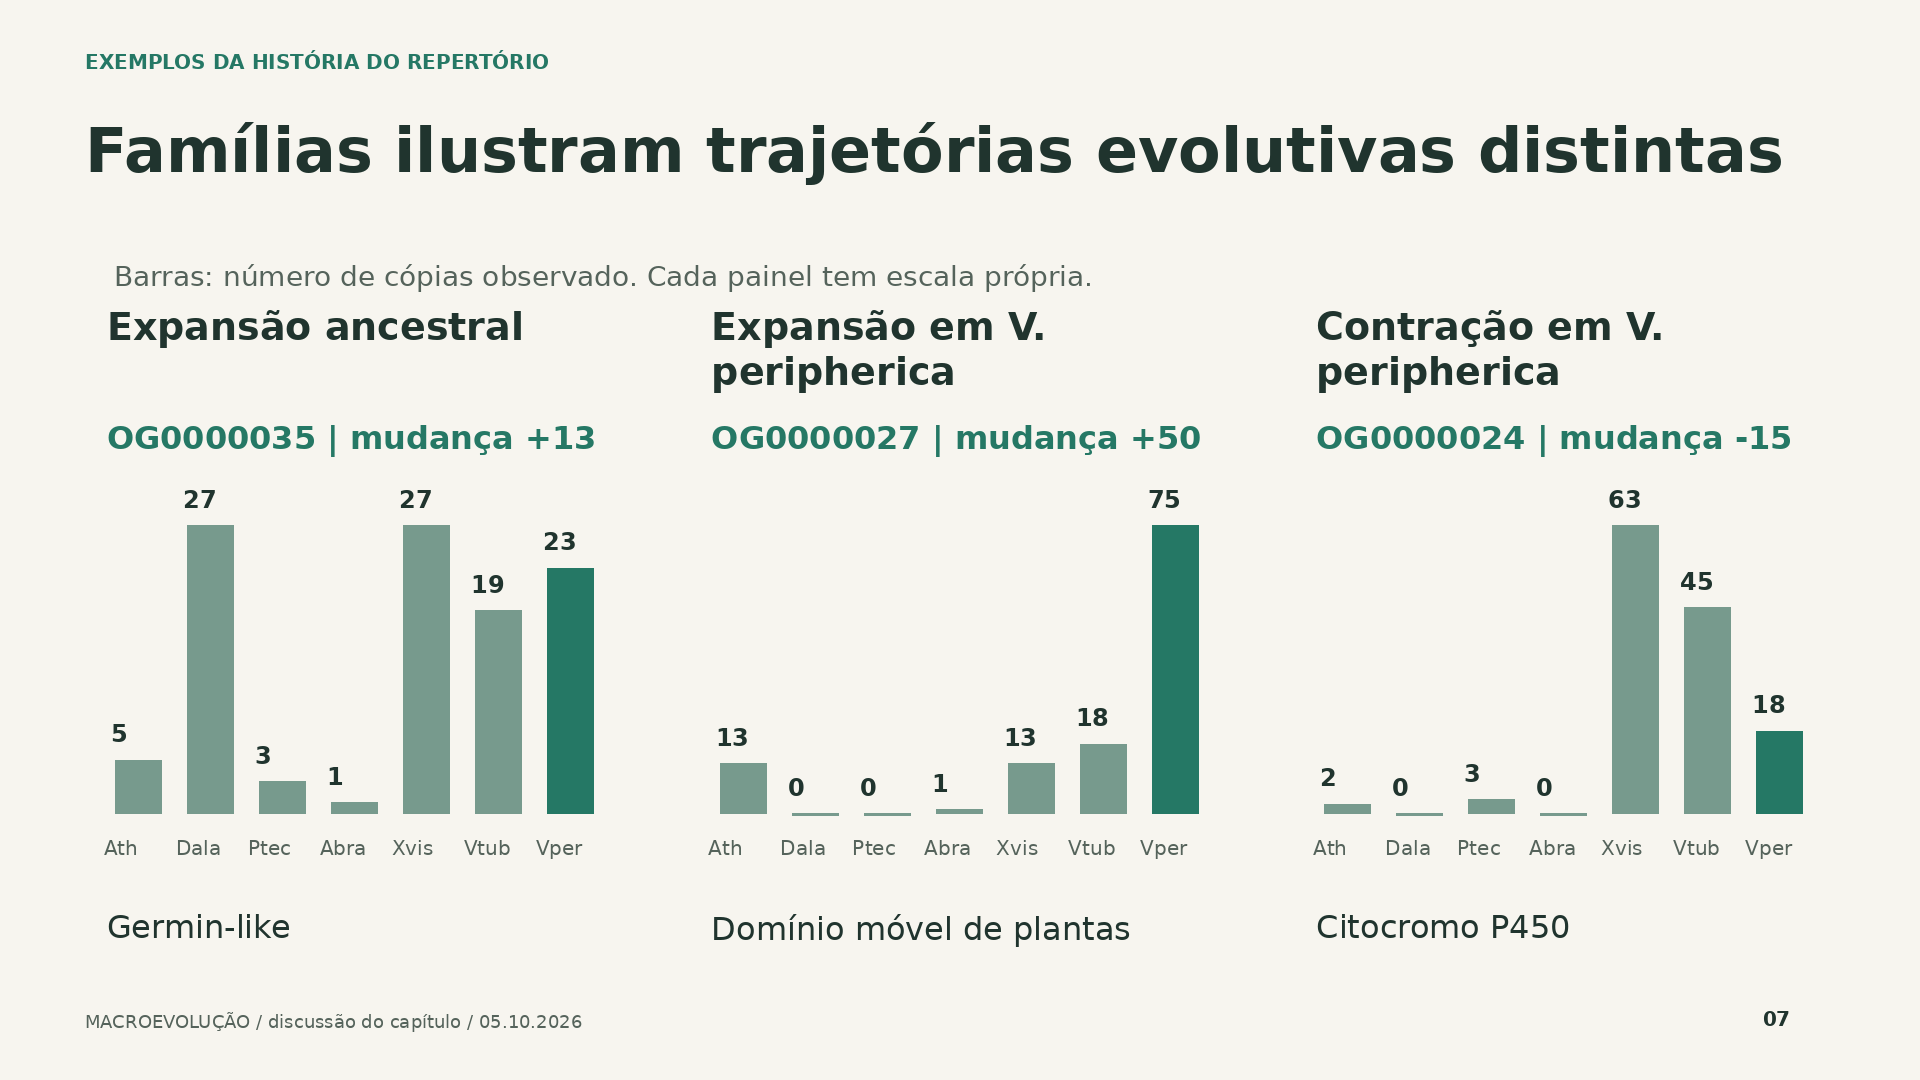 EXEMPLOS DA HISTÓRIA DO REPERTÓRIO
Famílias ilustram trajetórias evolutivas distintas
Barras: número de cópias observado. Cada painel tem escala própria.
Expansão ancestral
OG0000035 | mudança +13
27 27
23
19
5
3
1
Ath Dala Ptec Abra Xvis Vtub Vper
Germin-like
Expansão em V.
peripherica
OG0000027 | mudança +50
75
18
13 13
0 0 1
Ath Dala Ptec Abra Xvis Vtub Vper
Domínio móvel de plantas
Contração em V.
peripherica
OG0000024 | mudança -15
63
45
18
2 0 3 0
Ath Dala Ptec Abra Xvis Vtub Vper
Citocromo P450
MACROEVOLUÇÃO / discussão do capítulo / 05.10.2026
07